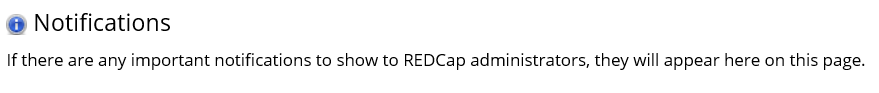 Notifications
If there are any important notifications to show to REDCap administrators, they will appear here on this page.